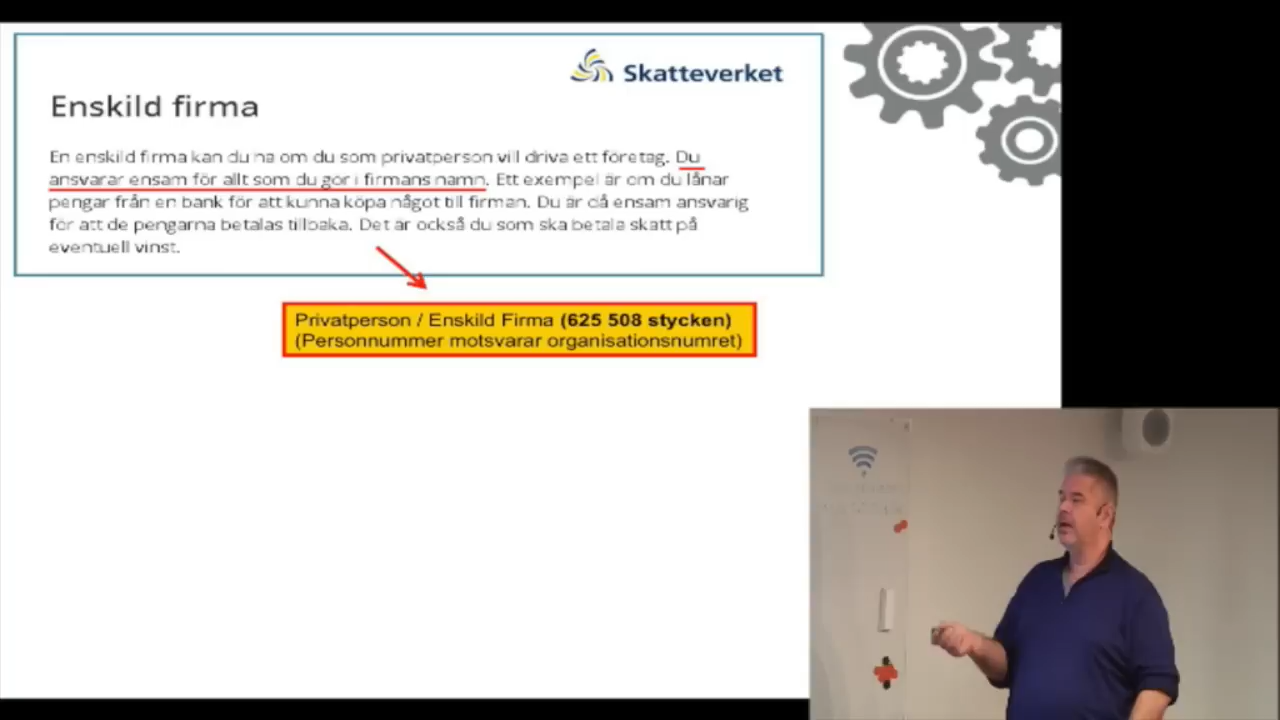 Skatteverket
Enskild firma
En enskild firma kan du ha om du som privatperson vill driva ett företag. Du
ansvarar ensam för allt som du gör i firmans namn. Ett exempel är om du lånar
pengar från en bank för att kunna köpa något till firman. Du är då ensam ansvarig
för att de pengarna betalas tillbaka. Det är också du som ska betala skatt på
eventuell vinst.
Privatperson / Enskild Firma (625 508 stycken)
(Personnummer motsvarar organisationsnumret)